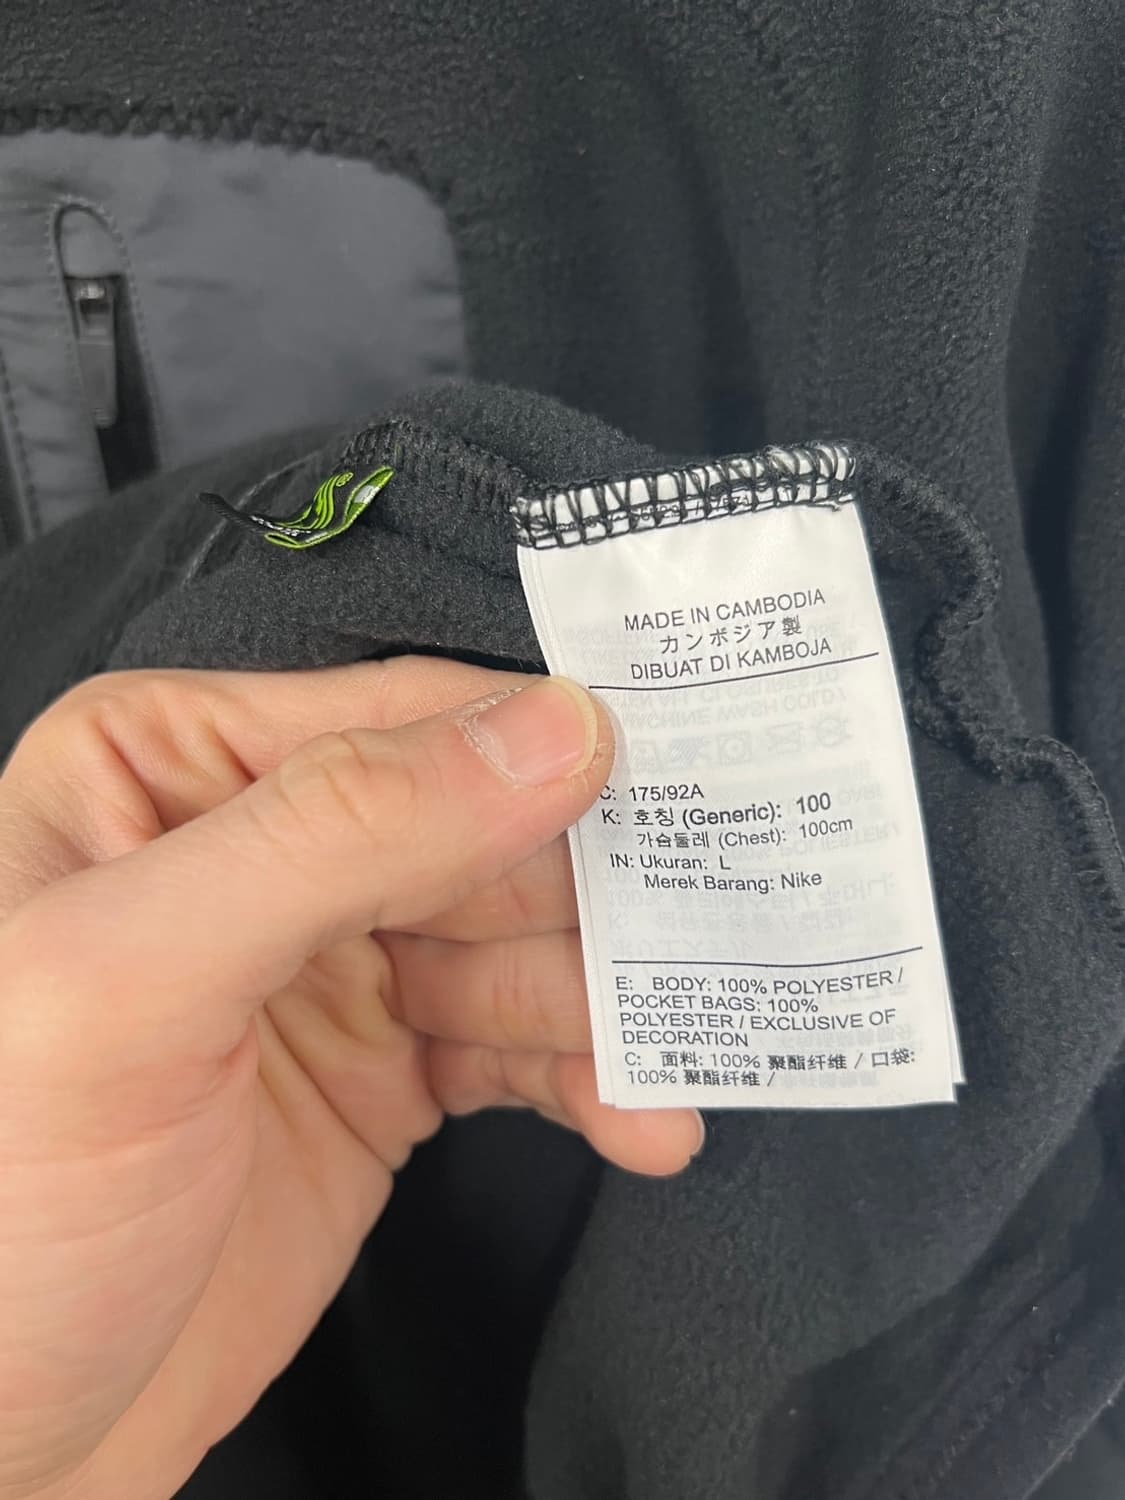 MADE IN CAMBODIA
カンボジア製
DIBUAT DI KAMBOJA
C: 175/92A
K: 호칭 (Generic): 100
가슴둘레 (Chest): 100cm
IN: Ukuran: L
Merek Barang: Nike
E: BODY: 100% POLYESTER /
POCKET BAGS: 100%
POLYESTER / EXCLUSIVE OF
DECORATION
C: 面料: 100% 聚酯纤维 / 口袋:
100% 聚酯纤维 /